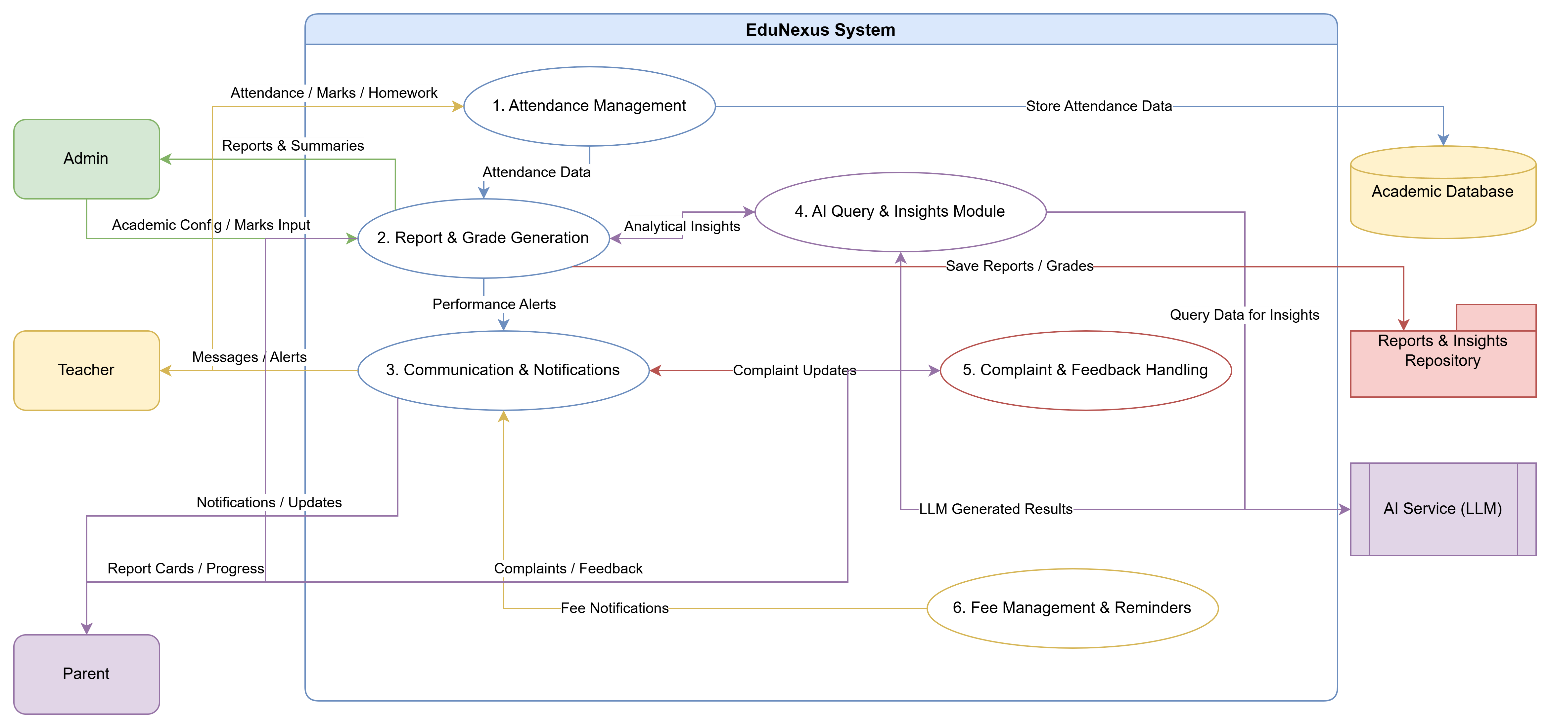 EduNexus System
Attendance / Marks / Homework
1. Attendance Management
Store Attendance Data
Admin
Reports & Summaries
Attendance Data
Academic Database
Academic Config / Marks Input
2. Report & Grade Generation
Analytical Insights
4. AI Query & Insights Module
Save Reports / Grades
Performance Alerts
Query Data for Insights
Reports & Insights
Repository
Teacher
Messages / Alerts
3. Communication & Notifications
Complaint Updates
5. Complaint & Feedback Handling
Notifications / Updates
LLM Generated Results
AI Service (LLM)
Report Cards / Progress
Complaints / Feedback
Fee Notifications
6. Fee Management & Reminders
Parent